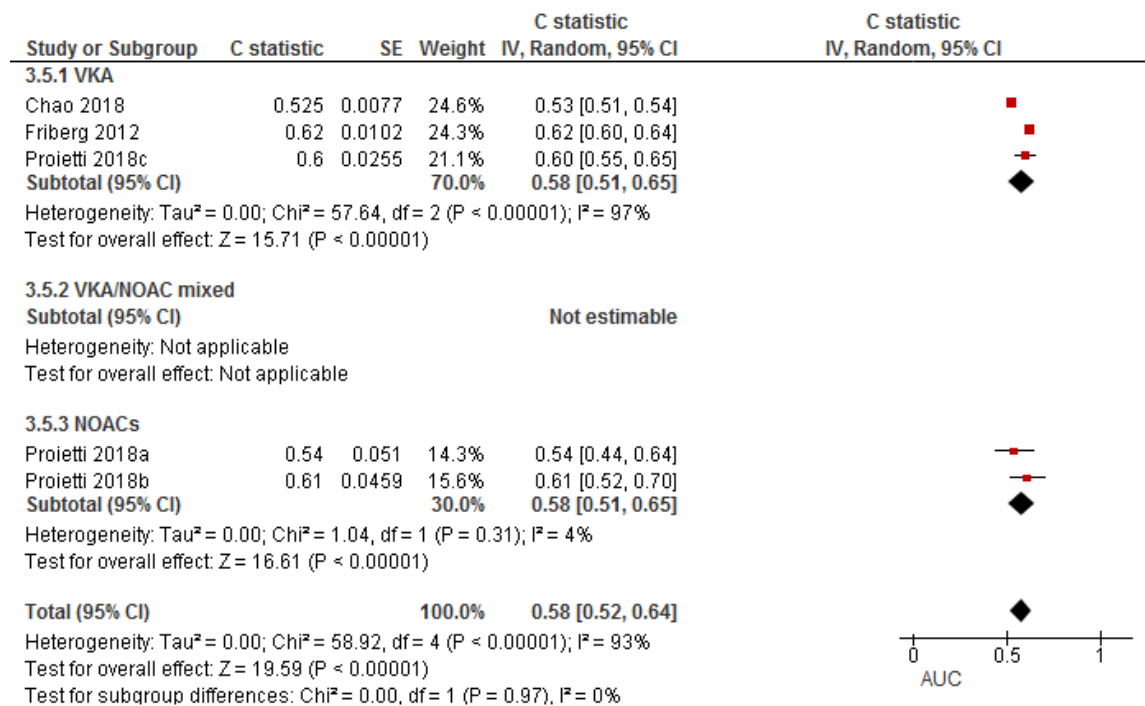 C statistic C statistic
Study or Subgroup C statistic SE Weight IV, Random, 95% CI IV, Random, 95% CI
3.5.1 VKA
Chao 2018 0.525 0.0077 24.6% 0.53 [0.51, 0.54]
Friberg 2012 0.62 0.0102 24.3% 0.62 [0.60, 0.64]
Proietti 2018c 0.6 0.0255 21.1% 0.60 [0.55, 0.65]
Subtotal (95% CI) 70.0% 0.58 [0.51, 0.65]
Heterogeneity: Tau² = 0.00; Chi² = 57.64, df = 2 (P < 0.00001); I² = 97%
Test for overall effect: Z = 15.71 (P < 0.00001)
3.5.2 VKA/NOAC mixed
Subtotal (95% CI) Not estimable
Heterogeneity: Not applicable
Test for overall effect: Not applicable
3.5.3 NOACs
Proietti 2018a 0.54 0.051 14.3% 0.54 [0.44, 0.64]
Proietti 2018b 0.61 0.0459 15.6% 0.61 [0.52, 0.70]
Subtotal (95% CI) 30.0% 0.58 [0.51, 0.65]
Heterogeneity: Tau² = 0.00; Chi² = 1.04, df = 1 (P = 0.31); I² = 4%
Test for overall effect: Z = 16.61 (P < 0.00001)
Total (95% CI) 100.0% 0.58 [0.52, 0.64]
Heterogeneity: Tau² = 0.00; Chi² = 58.92, df = 4 (P < 0.00001); I² = 93%
Test for overall effect: Z = 19.59 (P < 0.00001)
Test for subgroup differences: Chi² = 0.00, df = 1 (P = 0.97), I² = 0%
0 0.5 1
AUC